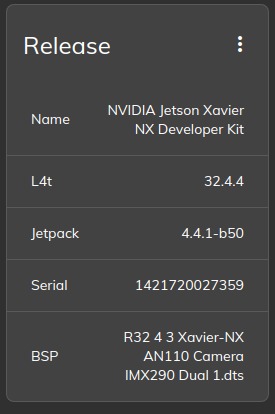 Release
Name
NVIDIA Jetson Xavier
NX Developer Kit
L4t
32.4.4
Jetpack
4.4.1-b50
Serial
1421720027359
BSP
R32 4 3 Xavier-NX
AN110 Camera
IMX290 Dual 1.dts